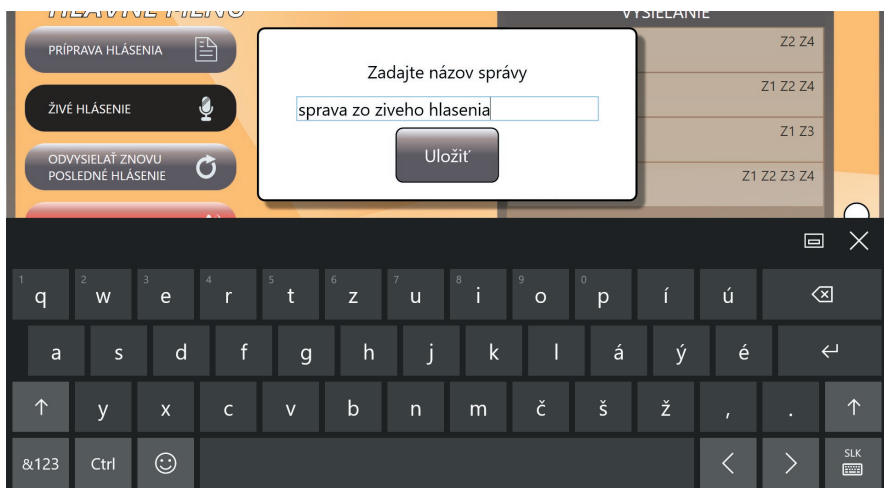 HLAVNÉ MENU
VYSIELANIE
PRÍPRAVA HLÁSENIA
ŽIVÉ HLÁSENIE
ODVYSIELAŤ ZNOVU
POSLEDNÉ HLÁSENIE
Zadajte názov správy
sprava zo ziveho hlasenia
Uložiť
Z2 Z4
Z1 Z2 Z4
Z1 Z3
Z1 Z2 Z3 Z4
1 2 3 4 5 6 7 8 9 0
q w e r t z u i o p í ú
a s d f g h j k l á ý é
y x c v b n m č š ž , .
&123 Ctrl SLK